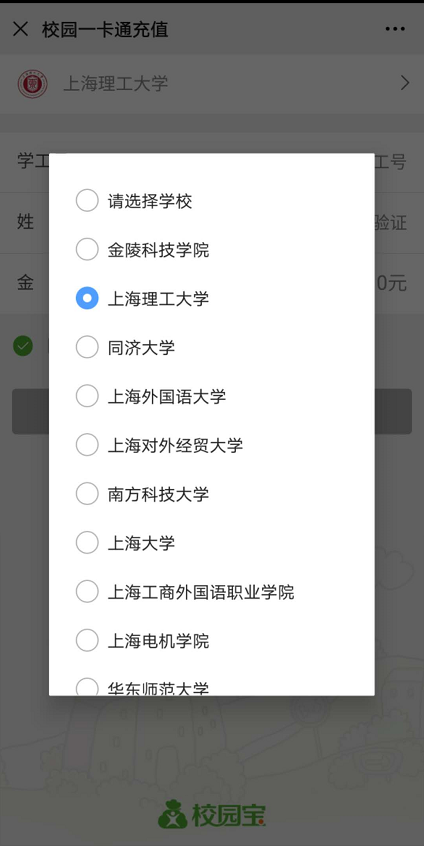 校园一卡通充值
上海理工大学
学工
工号
请选择学校
姓
验证
金陵科技学院
金
0元
上海理工大学
同济大学
上海外国语大学
上海对外经贸大学
南方科技大学
上海大学
上海工商外国语职业学院
上海电机学院
华东师范大学
校园宝